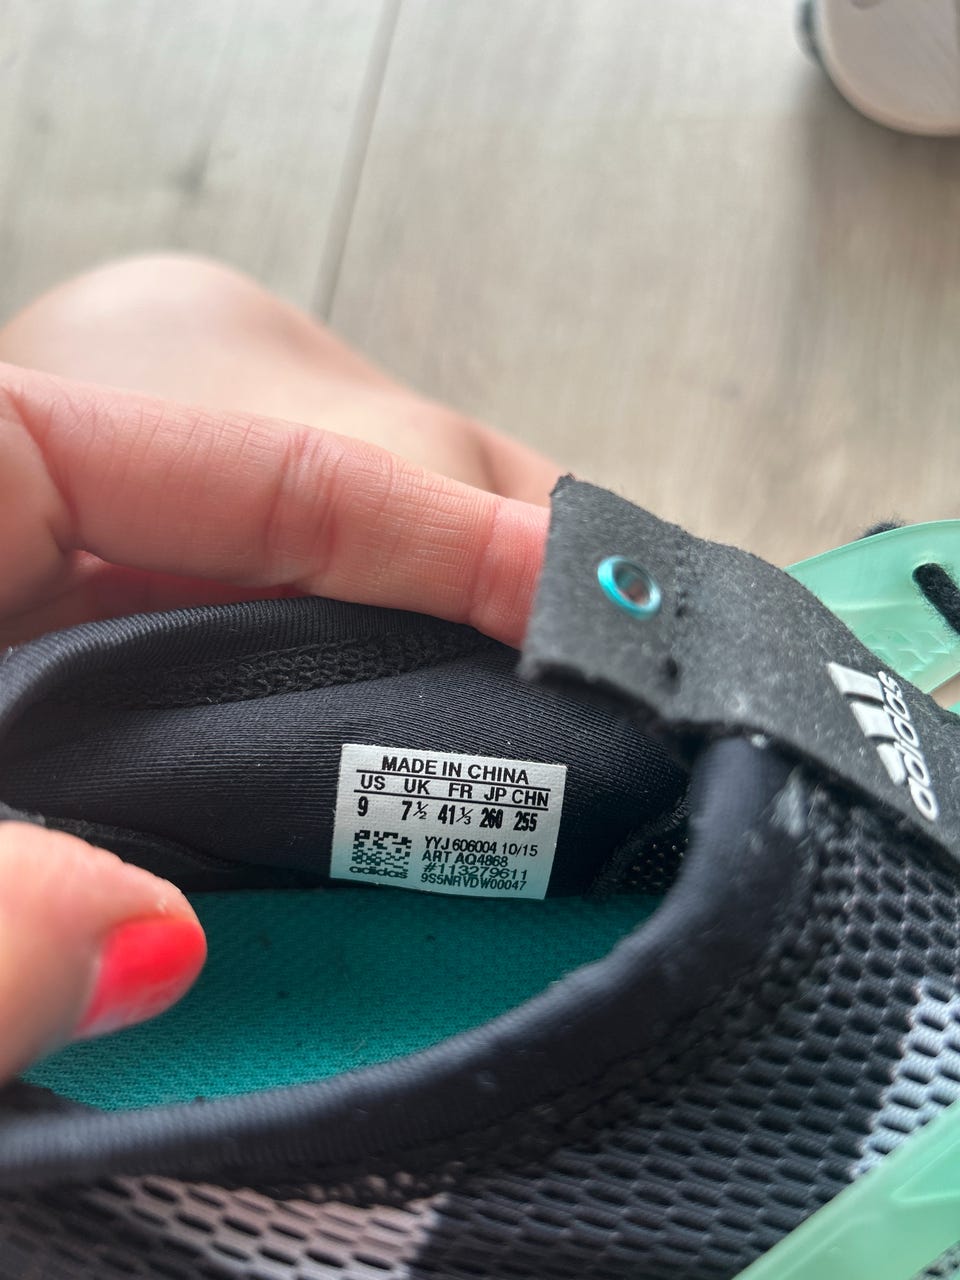 MADE IN CHINA
US UK FR JP CHN
9 7½ 41⅓ 260 255
YYJ 606004 10/15
ART AQ4868
#113279611
adidas 9S5NRVDW00047
adidas